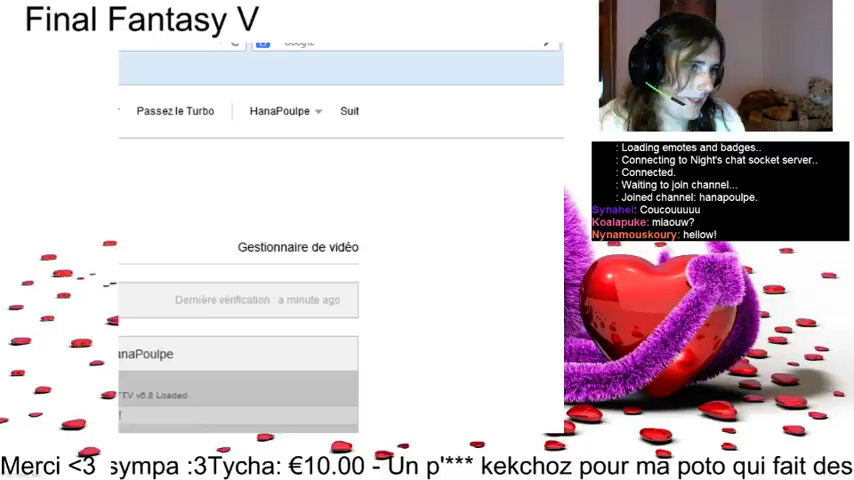 Final Fantasy V
Google
Passez le Turbo HanaPoulpe Suit
Gestionnaire de vidéo
Dernière vérification a minute ago
anaPoulpe
TTV v6.8 Loaded.
: Loading emotes and badges..
: Connecting to Night's chat socket server..
: Connected.
: Waiting to join channel...
: Joined channel: hanapoulpe.
Synahel: Coucouuuuu
Koalapuke: miaouw?
Nynamouskoury: hellow!
Merci <3 sympa :3Tycha: €10.00 - Un p'*** kekchoz pour ma poto qui fait des